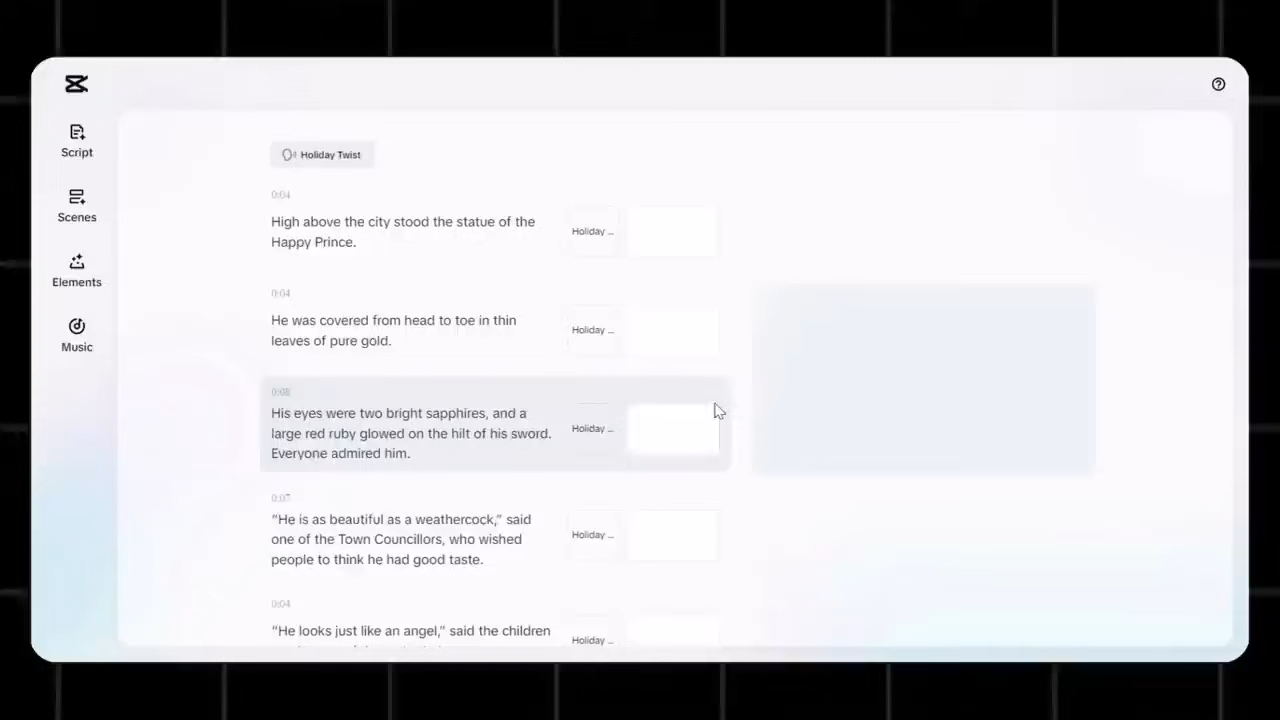 Script
Scenes
Elements
Music
Holiday Twist
0:04
High above the city stood the statue of the
Happy Prince.
Holiday ...
0:04
He was covered from head to toe in thin
leaves of pure gold.
Holiday ...
0:08
His eyes were two bright sapphires, and a
large red ruby glowed on the hilt of his sword.
Everyone admired him.
Holiday ...
0:07
“He is as beautiful as a weathercock,” said
one of the Town Councillors, who wished
people to think he had good taste.
Holiday ...
0:04
“He looks just like an angel,” said the children
Holiday ...